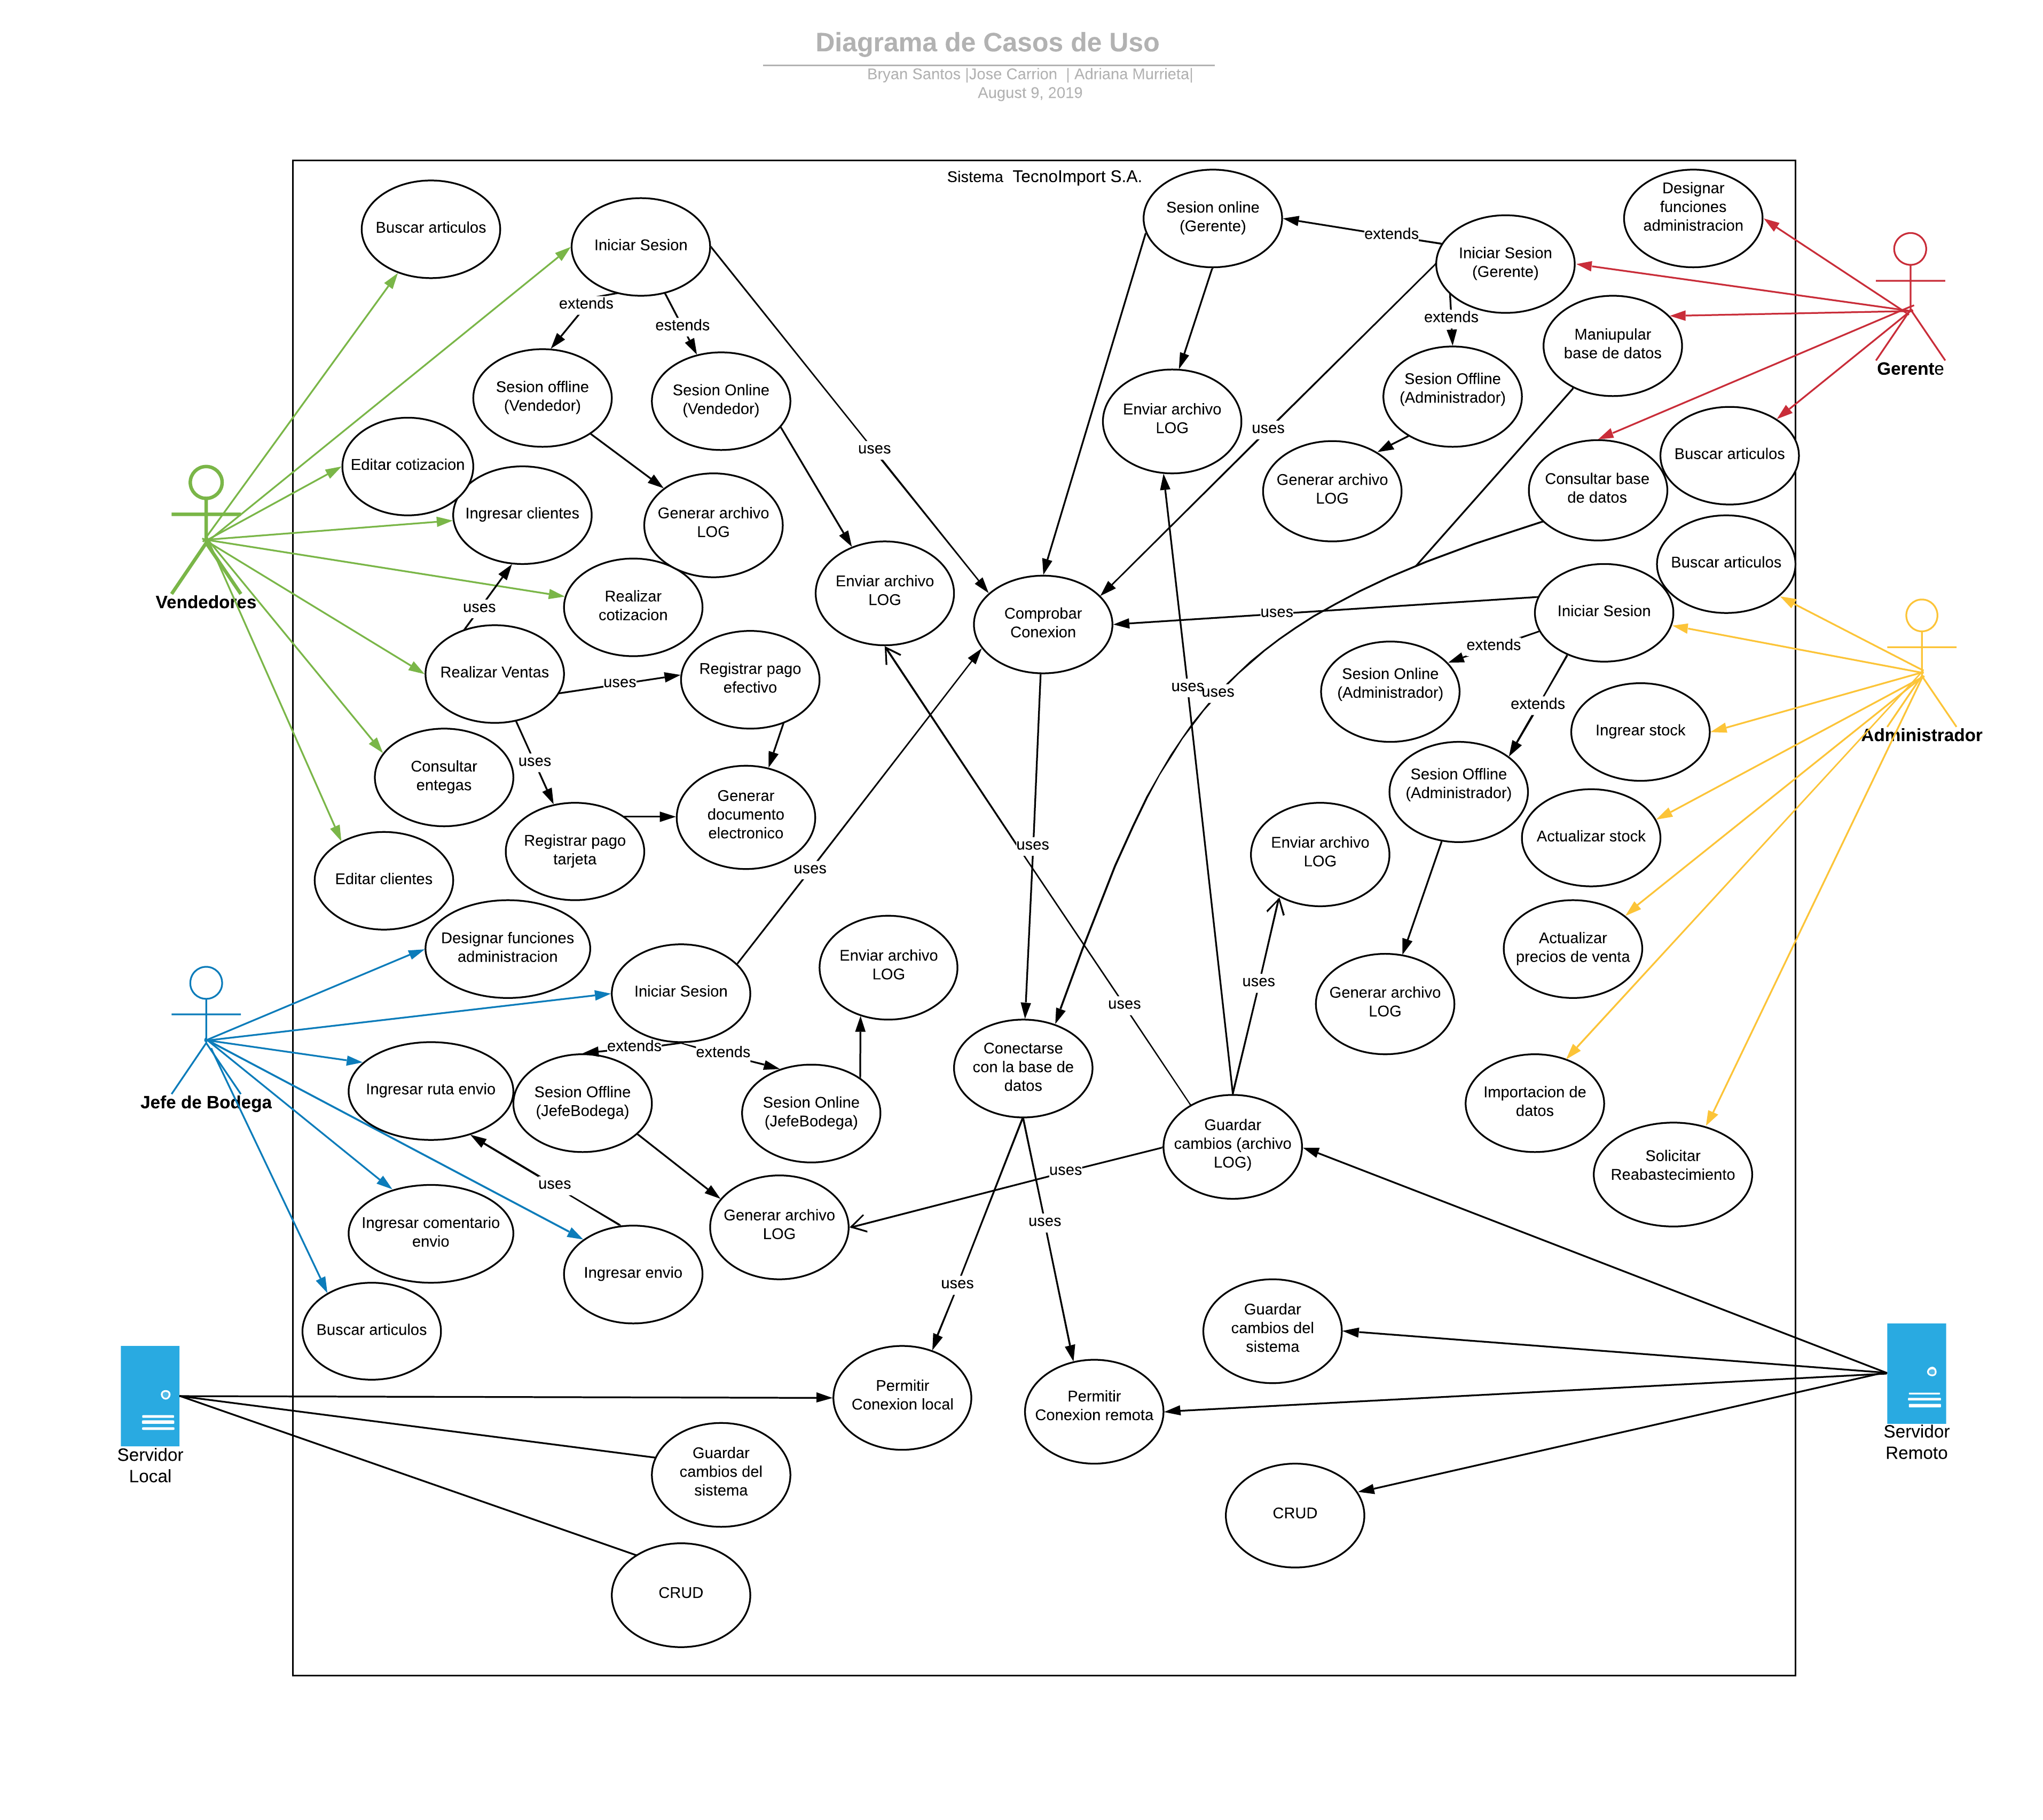 Diagrama de Casos de Uso
Bryan Santos |Jose Carrion | Adriana Murrieta|
August 9, 2019
Sistema TecnoImport S.A.
Buscar articulos
Iniciar Sesion
extends
estends
Sesion offline
(Vendedor)
Sesion Online
(Vendedor)
uses
Editar cotizacion
Ingresar clientes
Generar archivo
LOG
Enviar archivo
LOG
Realizar
cotizacion
Vendedores
uses
Realizar Ventas
uses
Registrar pago
efectivo
uses
Consultar
entegas
Generar
documento
electronico
Registrar pago
tarjeta
Editar clientes
Sesion online
(Gerente)
extends
Iniciar Sesion
(Gerente)
Designar
funciones
administracion
extends
Maniupular
base de datos
Gerente
Enviar archivo
LOG
uses
Sesion Offline
(Administrador)
Generar archivo
LOG
Consultar base
de datos
Buscar articulos
Buscar articulos
Comprobar
Conexion
uses
Iniciar Sesion
extends
Sesion Online
(Administrador)
uses
uses
extends
Ingrear stock
Administrador
Sesion Offline
(Administrador)
Actualizar stock
uses
uses
Enviar archivo
LOG
Actualizar
precios de venta
uses
uses
Generar archivo
LOG
Designar funciones
administracion
Iniciar Sesion
Enviar archivo
LOG
Jefe de Bodega
extends
extends
Ingresar ruta envio
Sesion Offline
(JefeBodega)
Sesion Online
(JefeBodega)
Conectarse
con la base de
datos
Guardar
cambios (archivo
LOG)
Importacion de
datos
Solicitar
Reabastecimiento
uses
uses
Generar archivo
LOG
uses
Ingresar comentario
envio
Ingresar envio
uses
Buscar articulos
Guardar
cambios del
sistema
Permitir
Conexion local
Permitir
Conexion remota
Servidor
Local
Servidor
Remoto
Guardar
cambios del
sistema
CRUD
CRUD